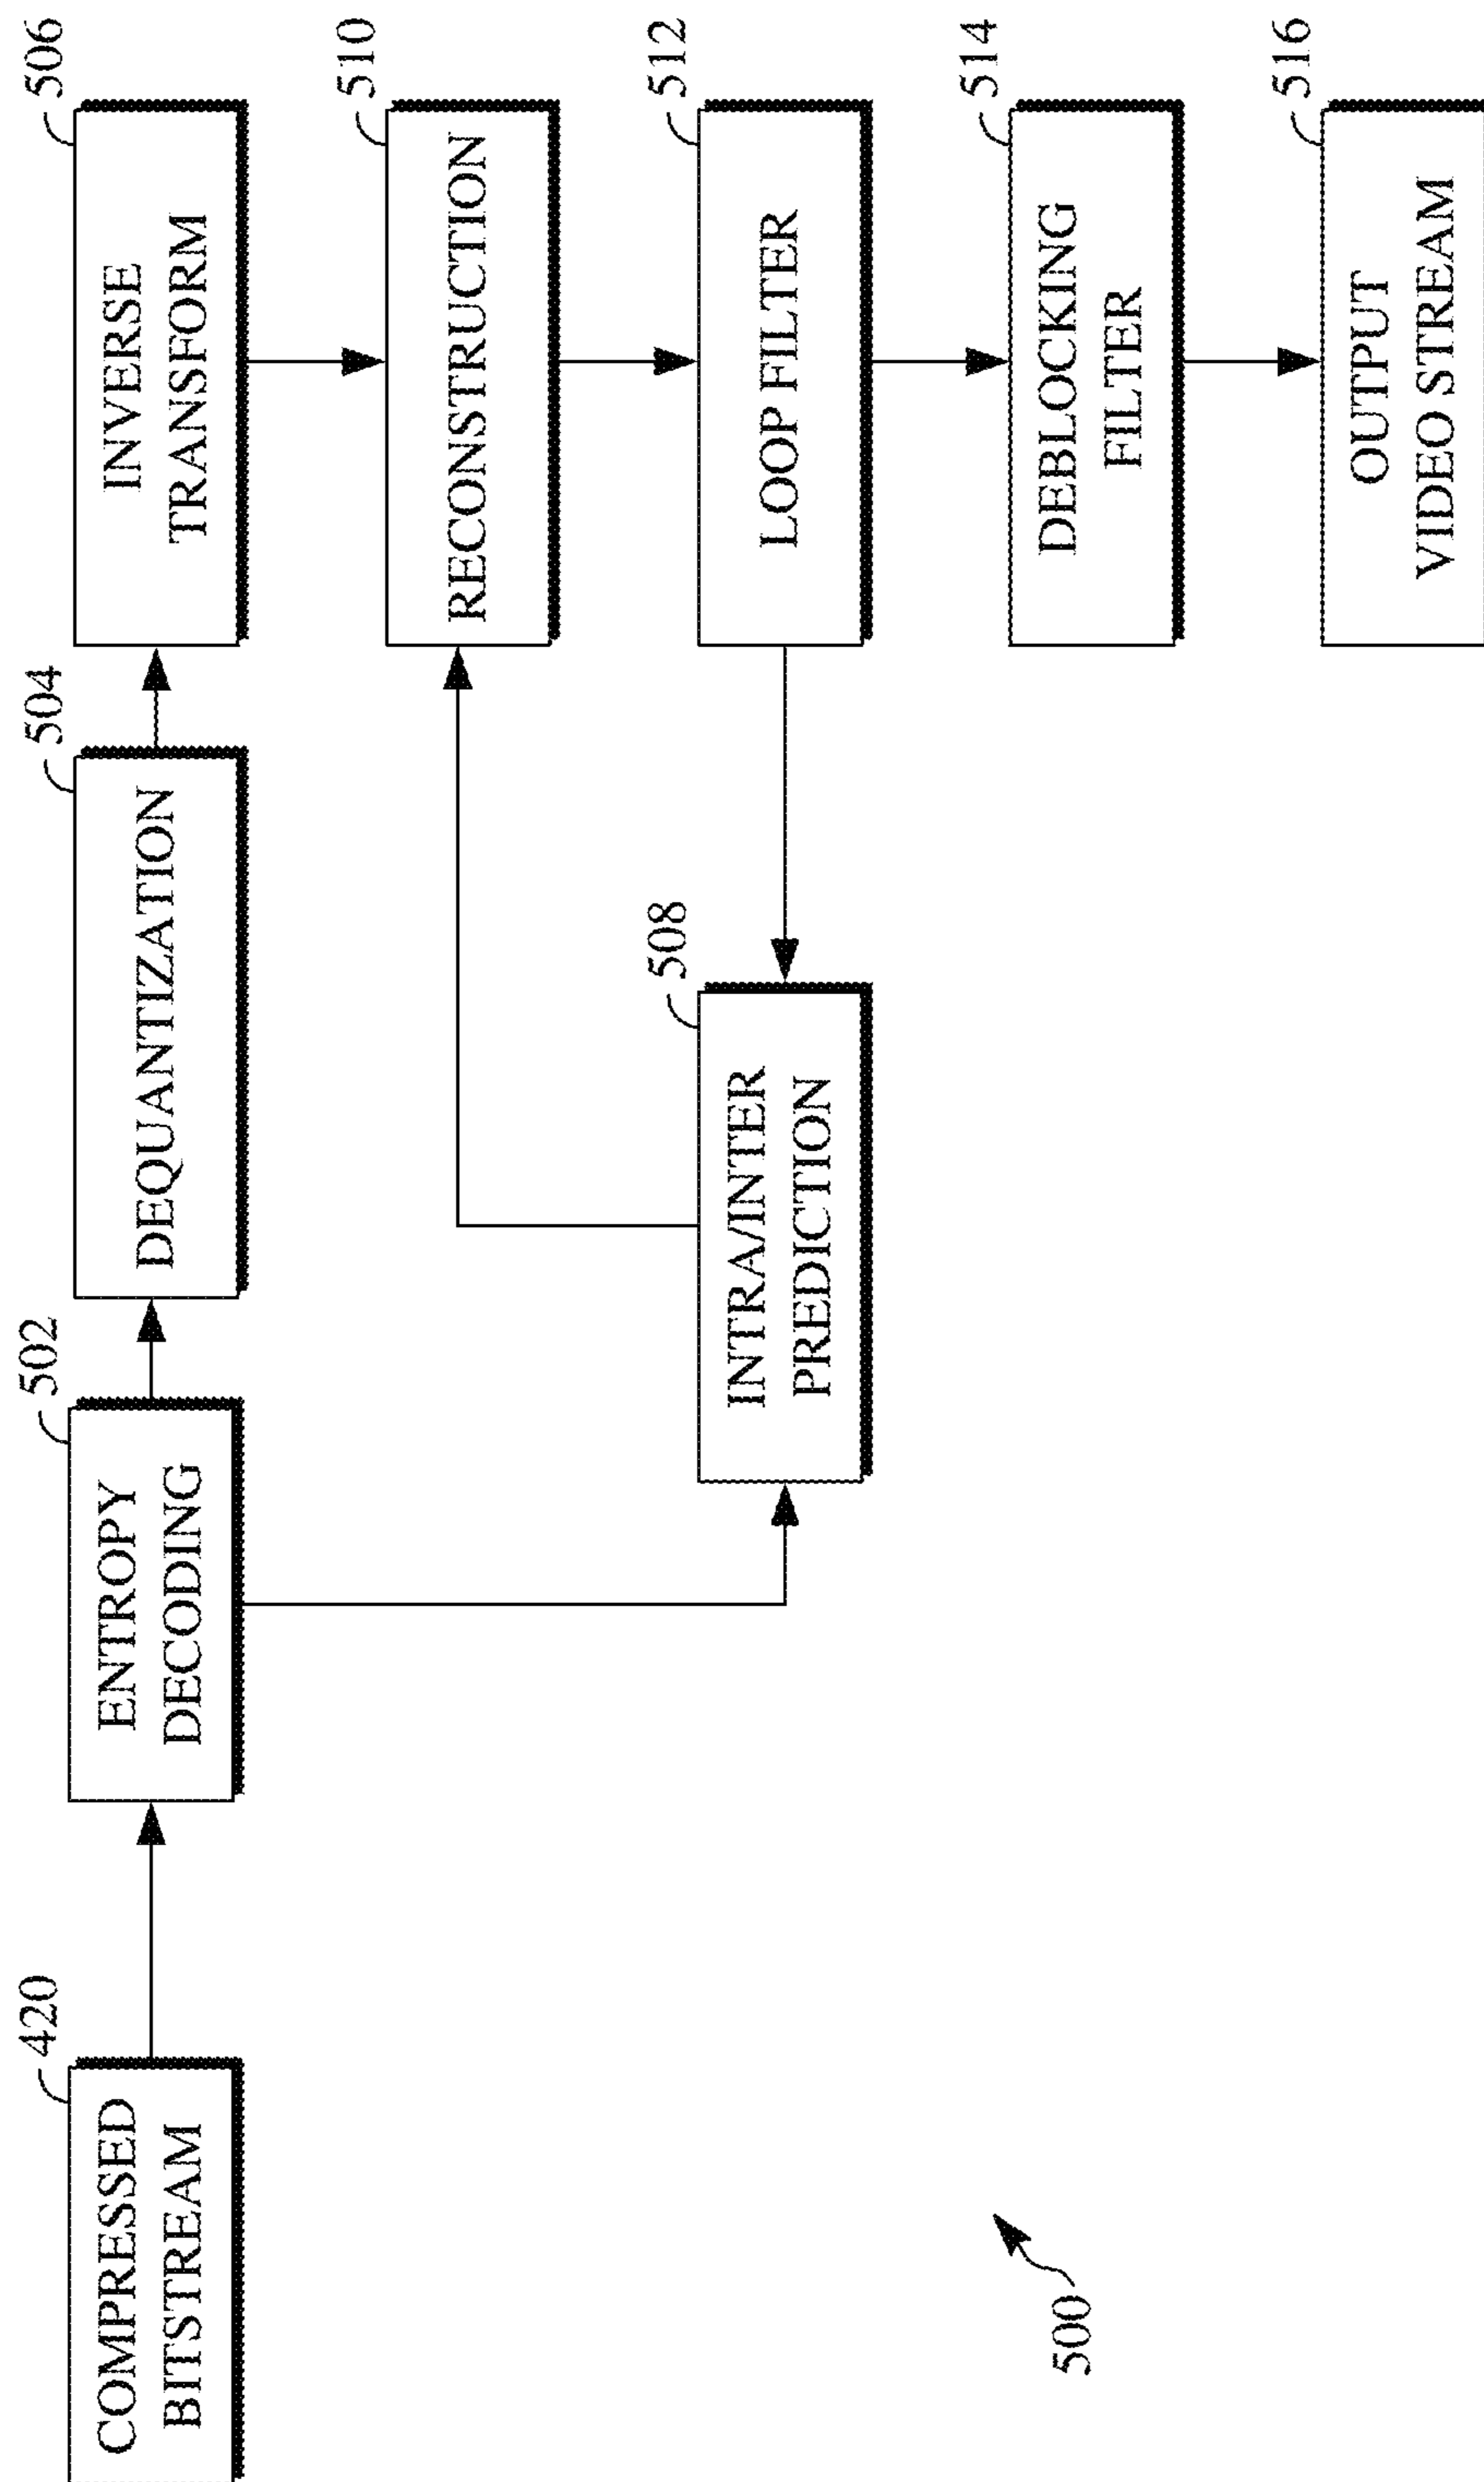 420
COMPRESSED
BITSTREAM
502
ENTROPY
DECODING
504
DEQUANTIZATION
506
INVERSE
TRANSFORM
508
INTRA/INTER
PREDICTION
510
RECONSTRUCTION
512
LOOP FILTER
514
DEBLOCKING
FILTER
516
OUTPUT
VIDEO STREAM
500